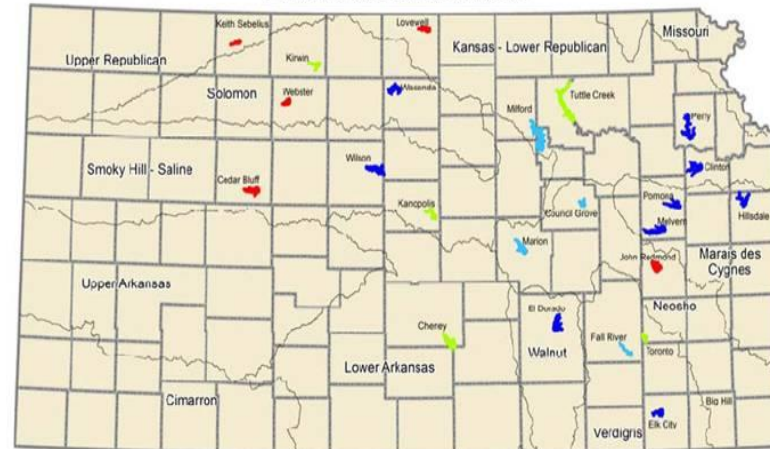 Keith Sebelius
Lovewell
Missouri
Kansas - Lower Republican
Upper Republican
Kirwin
Solomon
Webster
Waconda
Tuttle Creek
Milford
Perry
Smoky Hill - Saline
Wilson
Clinton
Cedar Bluff
Pomona
Kanopolis
Council Grove
Hillsdale
Melvern
Marion
John Redmond
Marais des
Cygnes
Upper Arkansas
Neosho
El Dorado
Cheney
Fall River
Walnut
Toronto
Lower Arkansas
Cimarron
Big Hill
Elk City
Verdigris